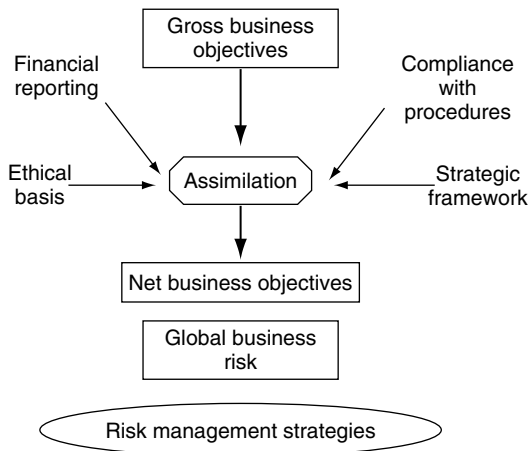 Gross business
objectives
Financial
reporting
Compliance
with
procedures
Ethical
basis
Assimilation
Strategic
framework
Net business objectives
Global business
risk
Risk management strategies